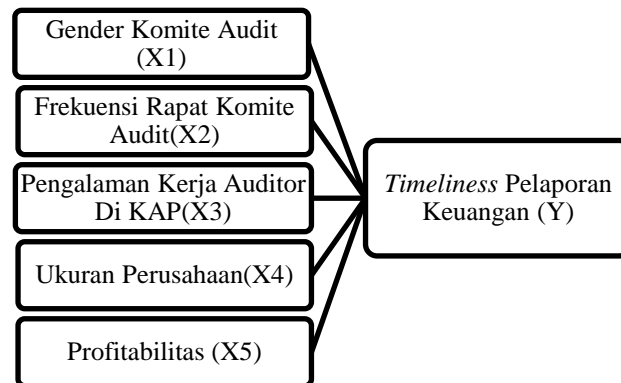 Gender Komite Audit
(X1)
Frekuensi Rapat Komite
Audit(X2)
Pengalaman Kerja Auditor
Di KAP(X3)
Ukuran Perusahaan(X4)
Profitabilitas (X5)
Timeliness Pelaporan
Keuangan (Y)